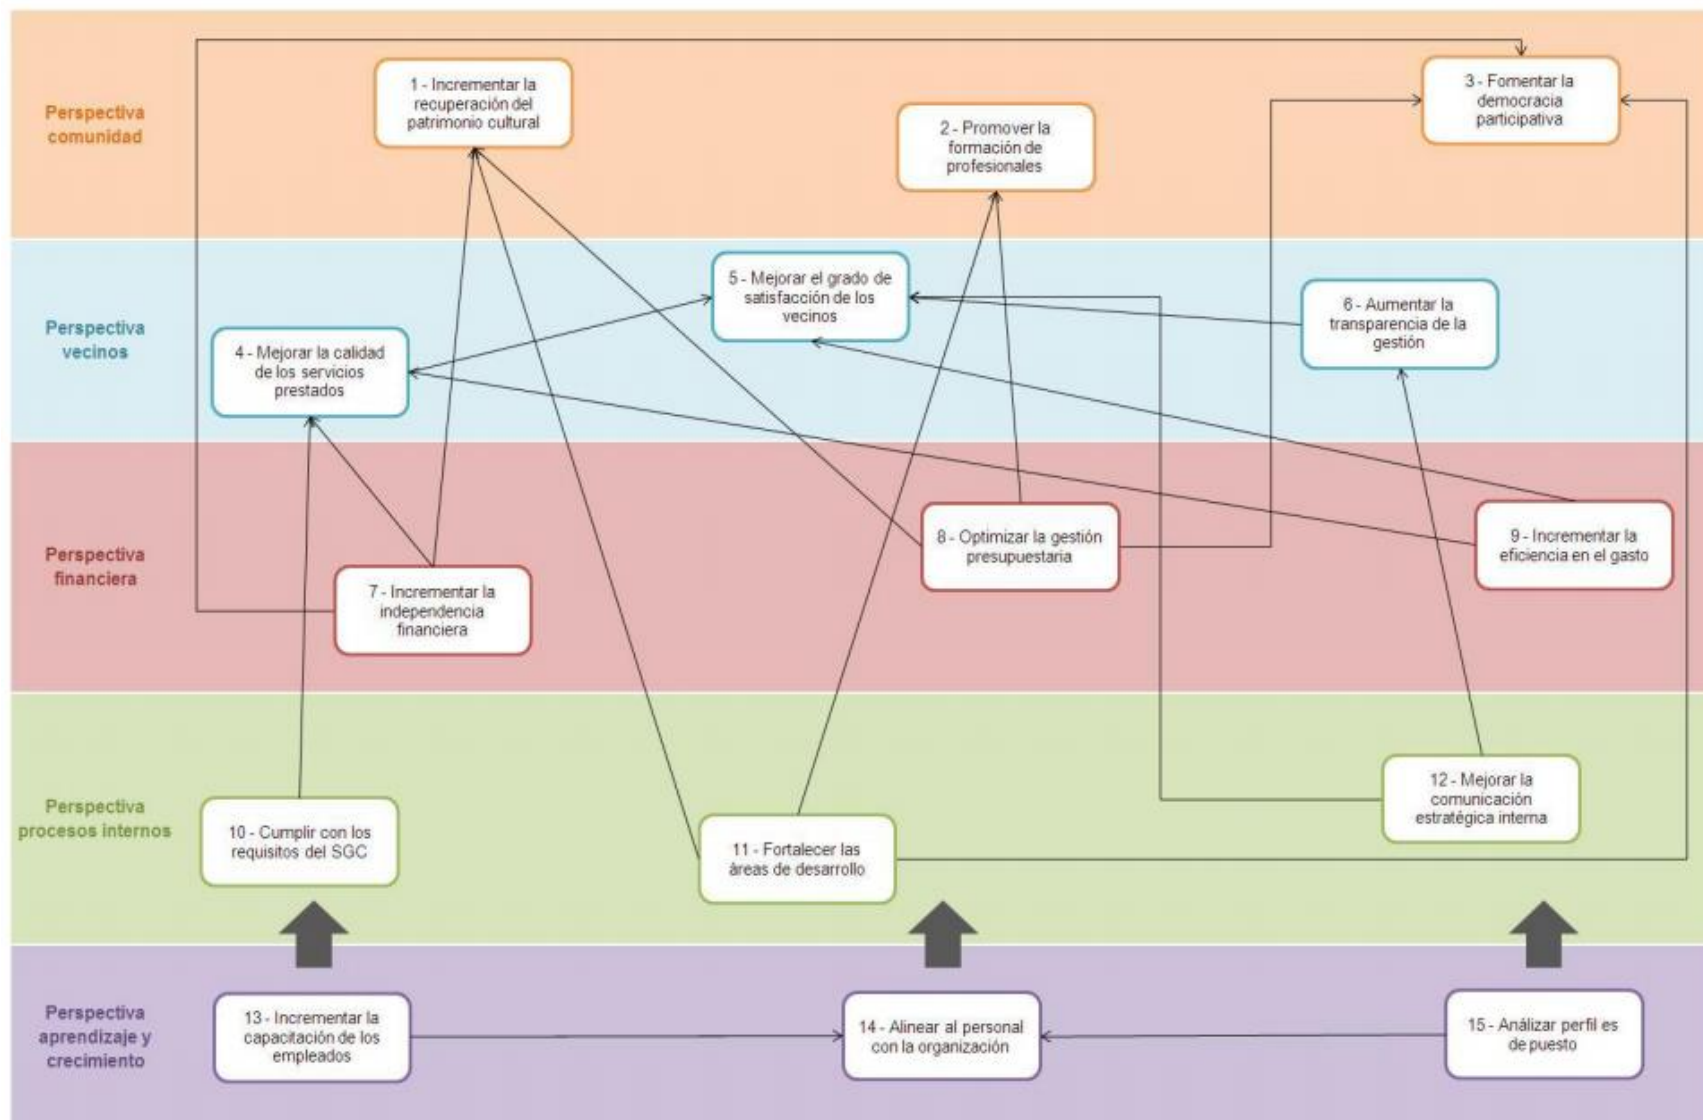 Perspectiva
comunidad
1 - Incrementar la
recuperación del
patrimonio cultural
2 - Promover la
formación de
profesionales
3 - Fomentar la
democracia
participativa
Perspectiva
vecinos
4 - Mejorar la calidad
de los servicios
prestados
5 - Mejorar el grado de
satisfacción de los
vecinos
6 - Aumentar la
transparencia de la
gestión
Perspectiva
financiera
7 - Incrementar la
independencia
financiera
8 - Optimizar la gestión
presupuestaria
9 - Incrementar la
eficiencia en el gasto
Perspectiva
procesos internos
10 - Cumplir con los
requisitos del SGC
11 - Fortalecer las
áreas de desarrollo
12 - Mejorar la
comunicación
estratégica interna
Perspectiva
aprendizaje y
crecimiento
13 - Incrementar la
capacitación de los
empleados
14 - Alinear al personal
con la organización
15 - Análizar perfil es
de puesto